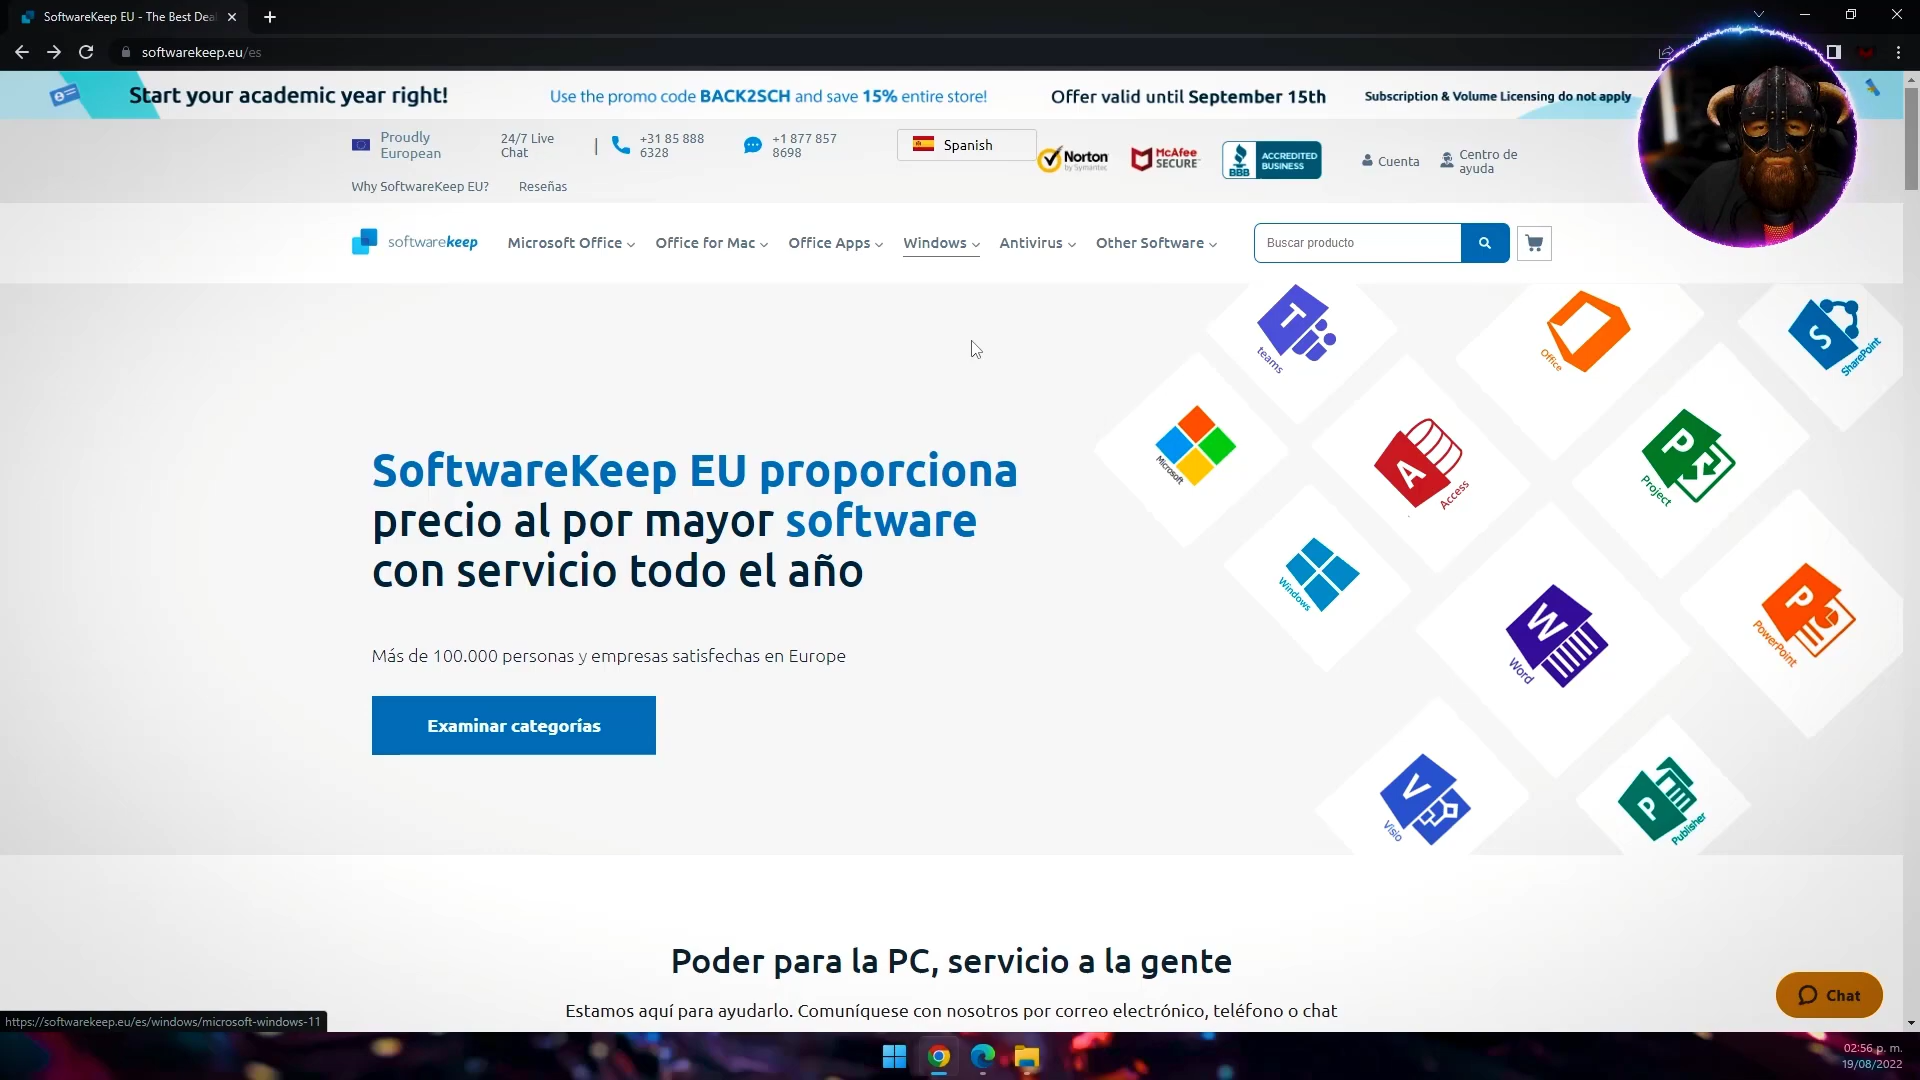 SoftwareKeep EU - The Best Dea
softwarekeep.eu/es
Start your academic year right!
Use the promo code BACK2SCH and save 15% entire store!
Offer valid until September 15th
Subscription & Volume Licensing do not apply
Proudly
European
24/7 Live
Chat
|
+31 85 888
6328
+1 877 857
8698
Spanish
Norton
by Symantec
McAfee
SECURE
BBB
ACCREDITED
BUSINESS
Cuenta
Centro de
ayuda
Why SoftwareKeep EU?
Reseñas
softwarekeep
Microsoft Office
Office for Mac
Office Apps
Windows
Antivirus
Other Software
Buscar producto
T
teams
Office
S
SharePoint
Microsoft
A
Access
P
Project
SoftwareKeep EU proporciona
precio al por mayor software
con servicio todo el año
Windows
W
Word
P
PowerPoint
Más de 100.000 personas y empresas satisfechas en Europe
Examinar categorías
V
Visio
P
Publisher
Poder para la PC, servicio a la gente
Estamos aquí para ayudarlo. Comuníquese con nosotros por correo electrónico, teléfono o chat
Chat
https://softwarekeep.eu/es/windows/microsoft-windows-11
02:56 p. m.
19/08/2022